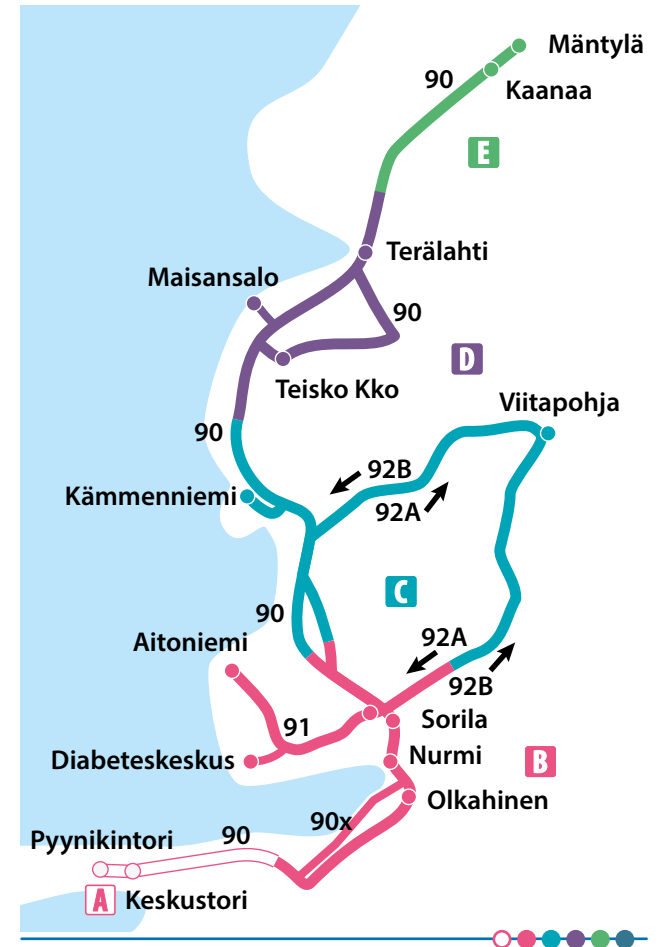 Mäntylä
90
Kaanaa
E
Terälahti
Maisansalo
90
D
Teisko Kko
Viitapohja
90
92B
Kämmenniemi
92A
C
90
Aitoniemi
92A
92B
91
Sorila
Diabeteskeskus
Nurmi
B
Olkahinen
90x
Pyynikintori
90
A
Keskustori